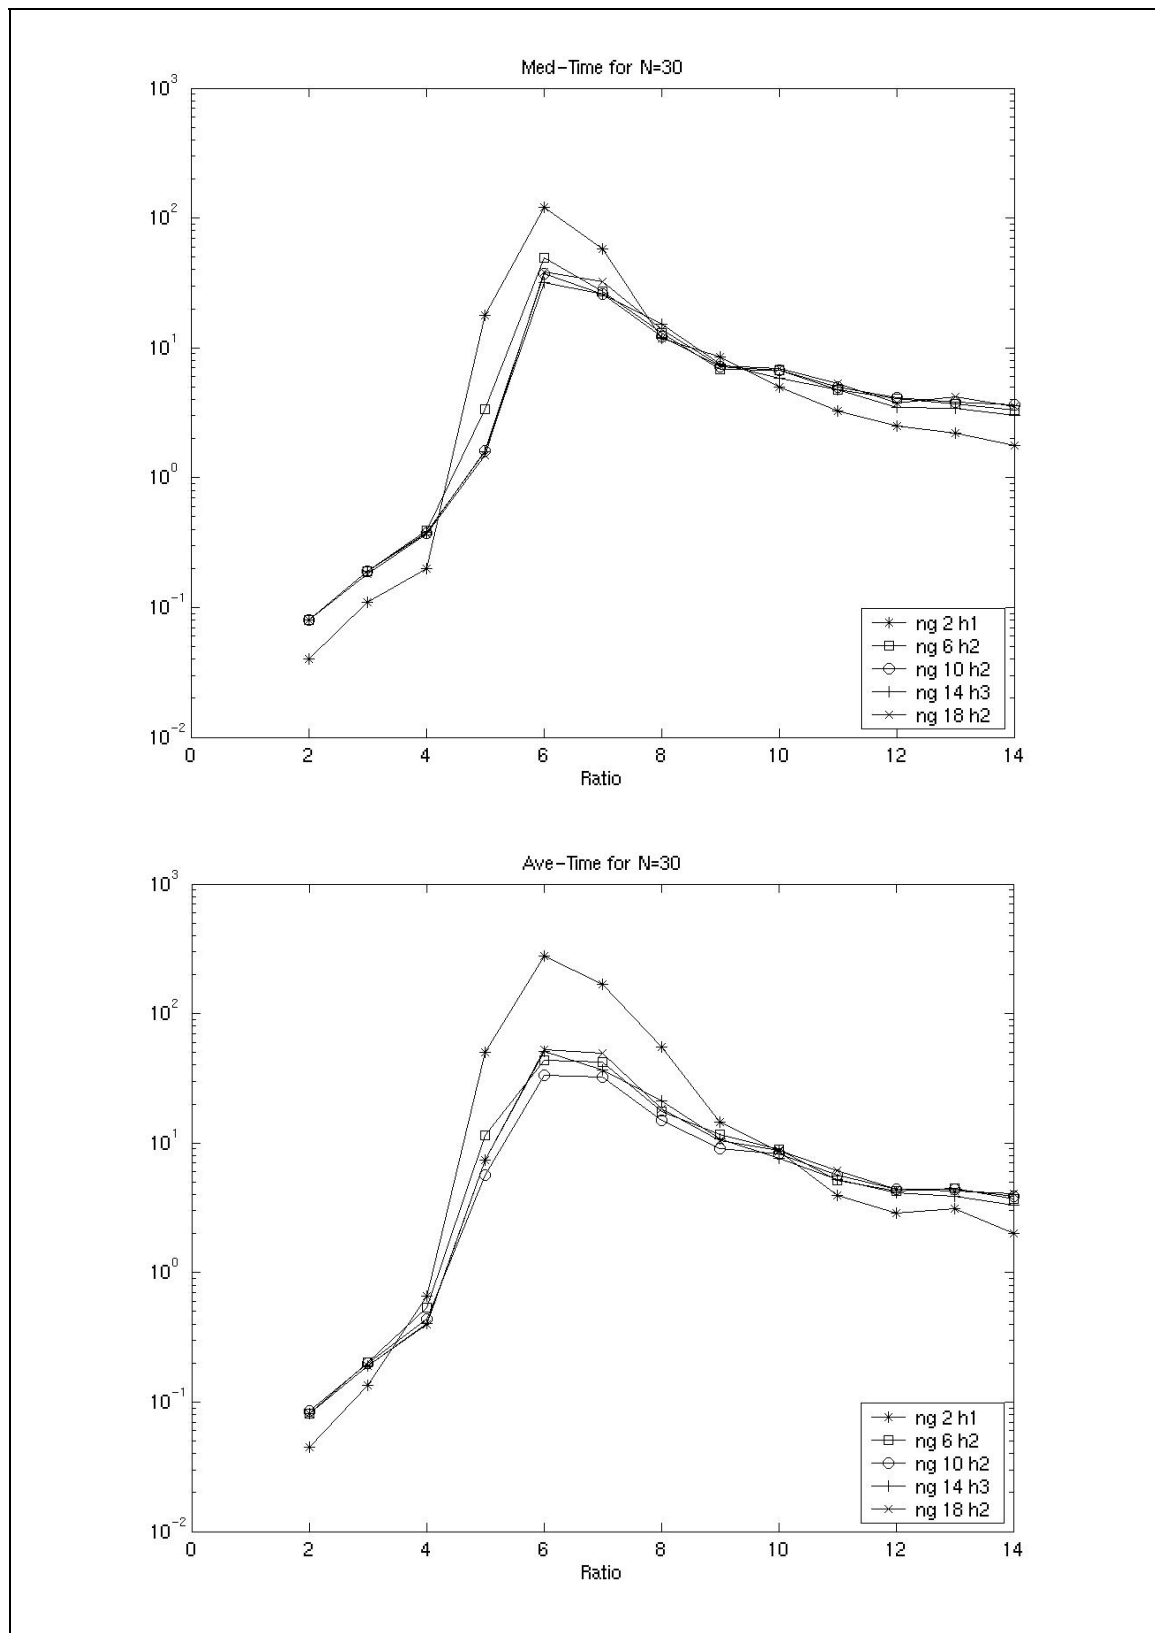 Med-Time for N=30
10^3
10^2
10^1
10^0
10^-1
10^-2
0 2 4 6 8 10 12 14
Ratio
ng 2 h1
ng 6 h2
ng 10 h2
ng 14 h3
ng 18 h2
Ave-Time for N=30
10^3
10^2
10^1
10^0
10^-1
10^-2
0 2 4 6 8 10 12 14
Ratio
ng 2 h1
ng 6 h2
ng 10 h2
ng 14 h3
ng 18 h2